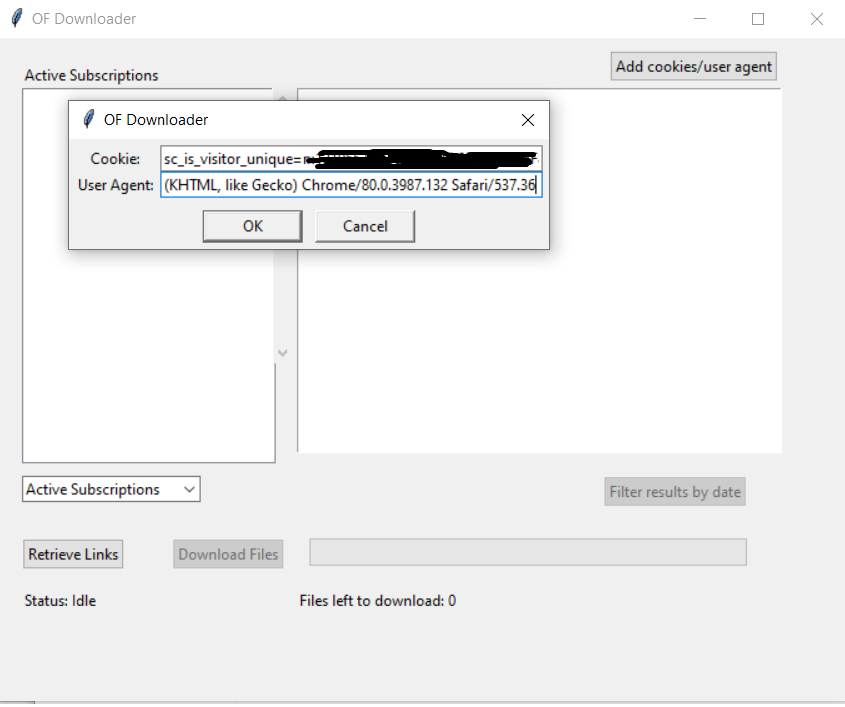 OF Downloader
Add cookies/user agent
Active Subscriptions
OF Downloader
Cookie: sc_is_visitor_unique=
User Agent: (KHTML, like Gecko) Chrome/80.0.3987.132 Safari/537.36
OK Cancel
Active Subscriptions
Filter results by date
Retrieve Links Download Files
Status: Idle Files left to download: 0